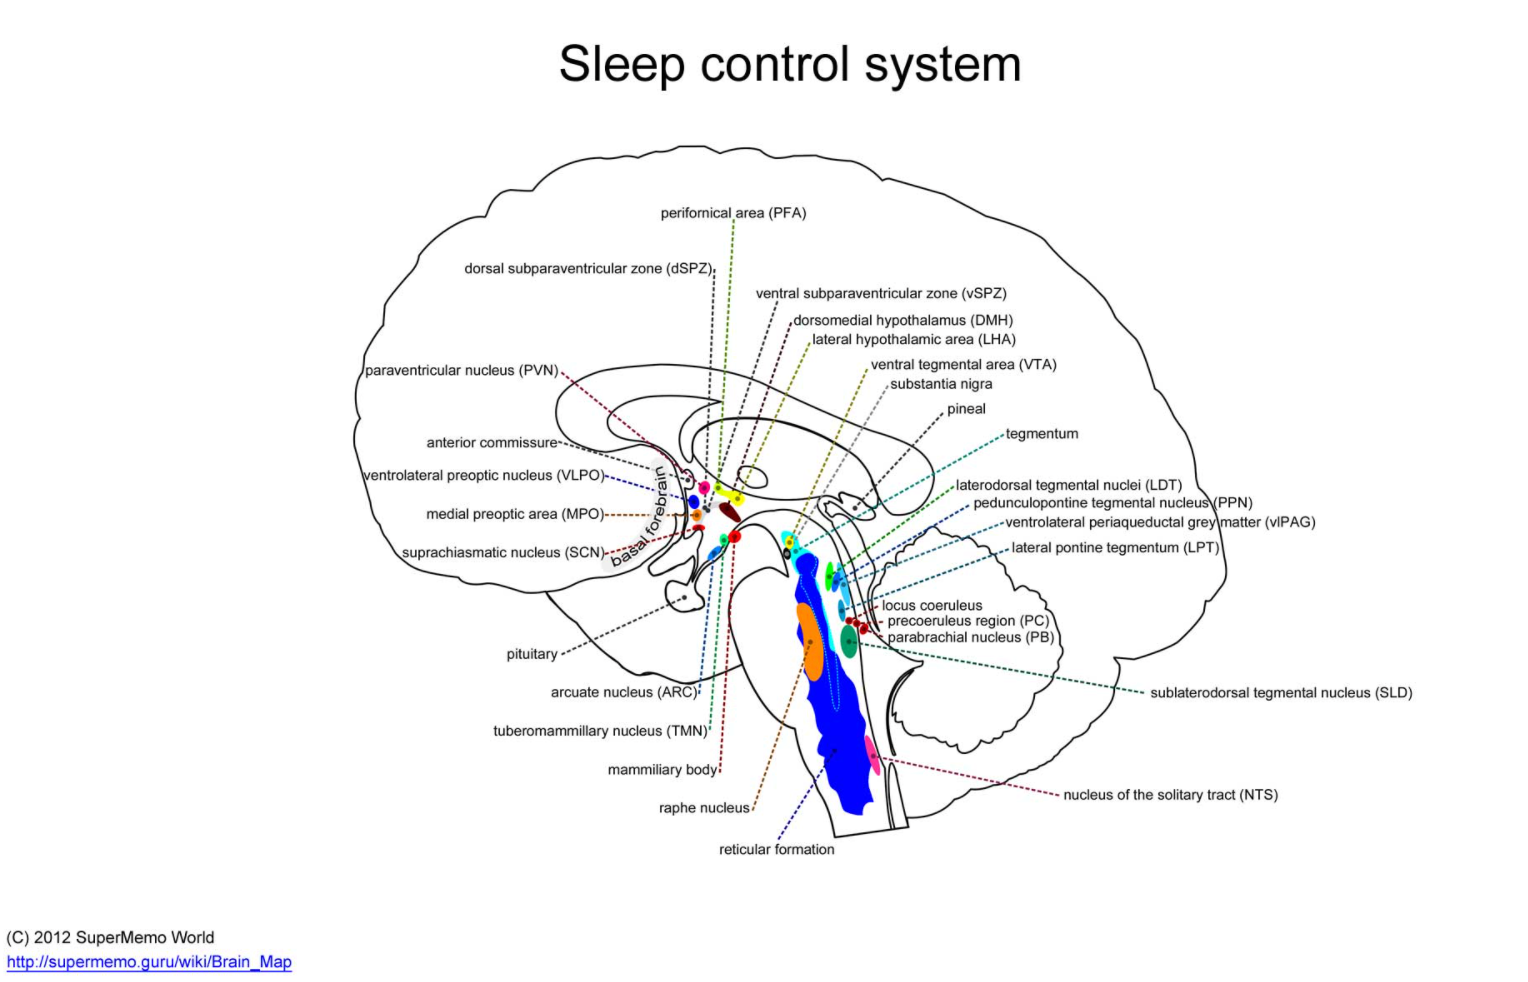 Sleep control system
perifornical area (PFA)
dorsal subparaventricular zone (dSPZ)
ventral subparaventricular zone (vSPZ)
dorsomedial hypothalamus (DMH)
lateral hypothalamic area (LHA)
ventral tegmental area (VTA)
paraventricular nucleus (PVN)
substantia nigra
pineal
tegmentum
anterior commissure
ventrolateral preoptic nucleus (VLPO)
laterodorsal tegmental nuclei (LDT)
pedunculopontine tegmental nucleus (PPN)
medial preoptic area (MPO)
basal forebrain
ventrolateral periaqueductal grey matter (vlPAG)
suprachiasmatic nucleus (SCN)
lateral pontine tegmentum (LPT)
locus coeruleus
precoeruleus region (PC)
parabrachial nucleus (PB)
pituitary
arcuate nucleus (ARC)
sublaterodorsal tegmental nucleus (SLD)
tuberomammillary nucleus (TMN)
mammiliary body
nucleus of the solitary tract (NTS)
raphe nucleus
reticular formation
(C) 2012 SuperMemo World
http://supermemo.guru/wiki/Brain_Map